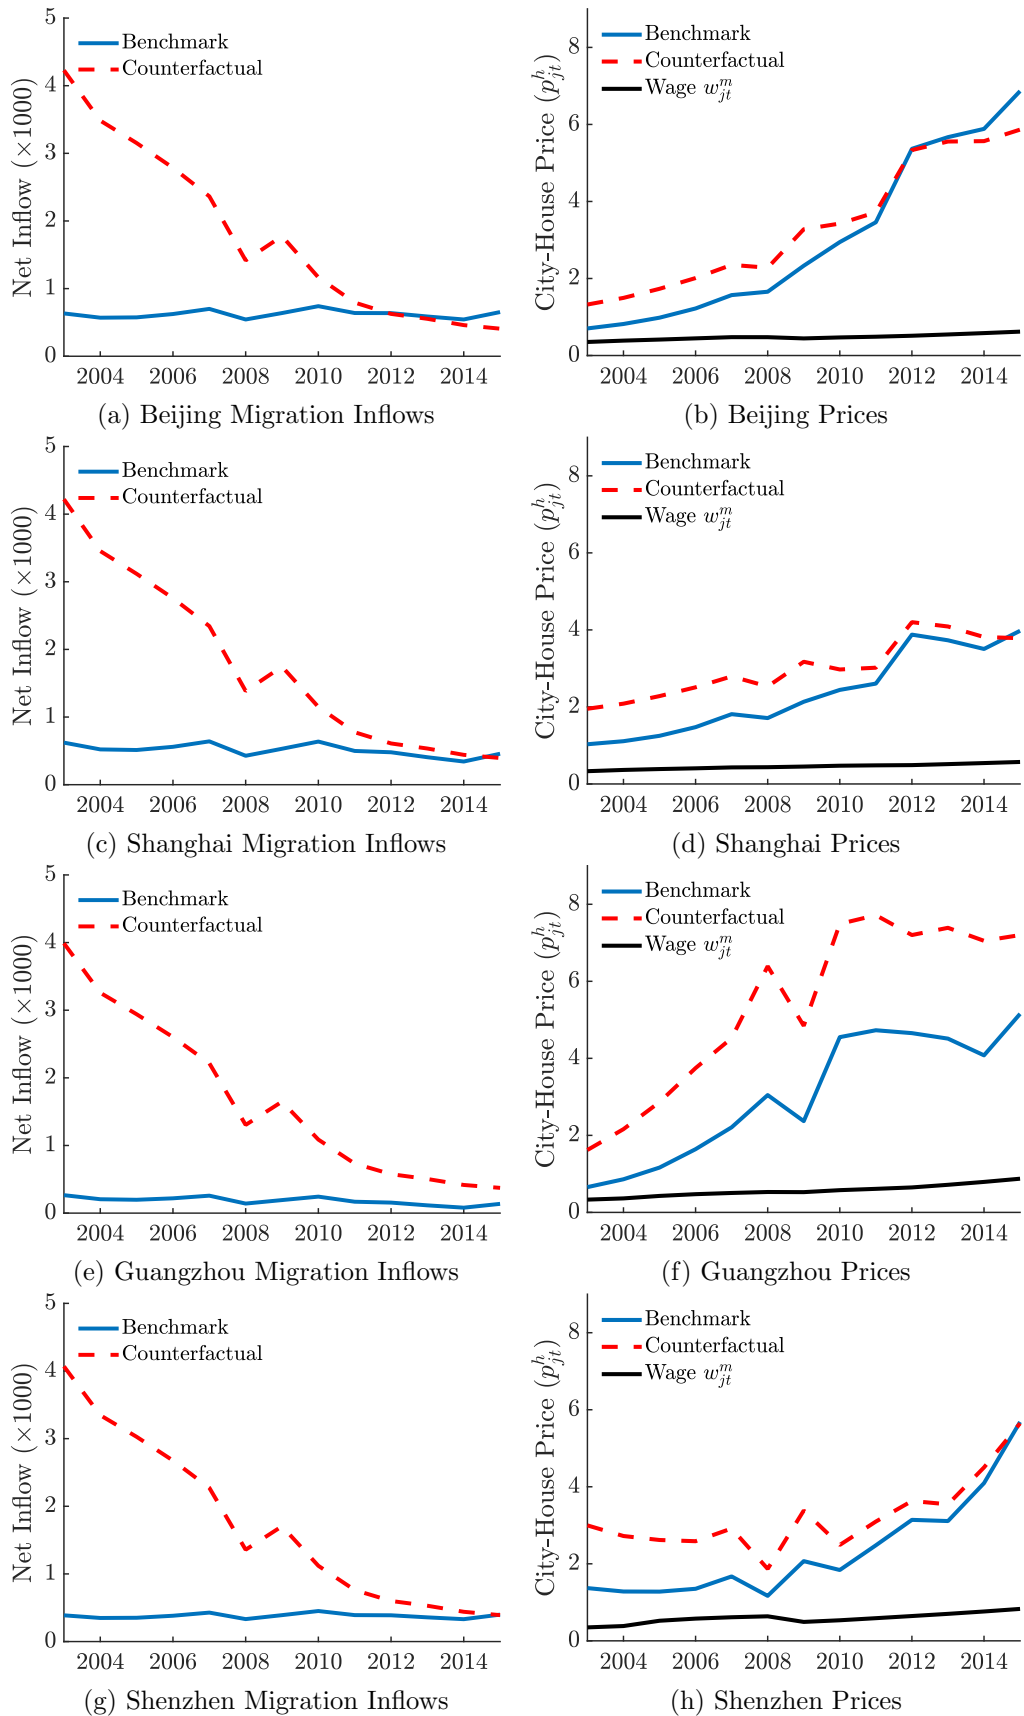 Net Inflow (×1000)
5
4
3
2
1
0
2004 2006 2008 2010 2012 2014
Benchmark
Counterfactual
(a) Beijing Migration Inflows
City-House Price (p^h_jt)
8
6
4
2
0
2004 2006 2008 2010 2012 2014
Benchmark
Counterfactual
Wage w^m_jt
(b) Beijing Prices
Net Inflow (×1000)
5
4
3
2
1
0
2004 2006 2008 2010 2012 2014
Benchmark
Counterfactual
(c) Shanghai Migration Inflows
City-House Price (p^h_jt)
8
6
4
2
0
2004 2006 2008 2010 2012 2014
Benchmark
Counterfactual
Wage w^m_jt
(d) Shanghai Prices
Net Inflow (×1000)
5
4
3
2
1
0
2004 2006 2008 2010 2012 2014
Benchmark
Counterfactual
(e) Guangzhou Migration Inflows
City-House Price (p^h_jt)
8
6
4
2
0
2004 2006 2008 2010 2012 2014
Benchmark
Counterfactual
Wage w^m_jt
(f) Guangzhou Prices
Net Inflow (×1000)
5
4
3
2
1
0
2004 2006 2008 2010 2012 2014
Benchmark
Counterfactual
(g) Shenzhen Migration Inflows
City-House Price (p^h_jt)
8
6
4
2
0
2004 2006 2008 2010 2012 2014
Benchmark
Counterfactual
Wage w^m_jt
(h) Shenzhen Prices